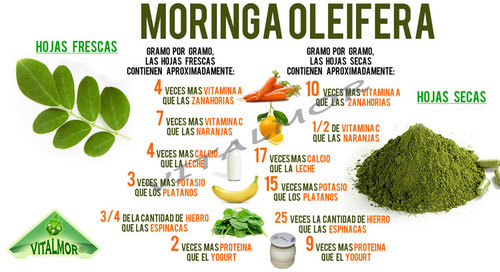 MORINGA OLEIFERA
HOJAS FRESCAS
GRAMO POR GRAMO,
LAS HOJAS FRESCAS
CONTIENEN APROXIMADAMENTE:
4 VECES MAS VITAMINA A
QUE LAS ZANAHORIAS
7 VECES MAS VITAMINA C
QUE LAS NARANJAS
4 VECES MAS CALCIO
QUE LA LECHE
3 VECES MAS POTASIO
QUE LOS PLATANOS
3/4 DE LA CANTIDAD DE HIERRO
QUE LAS ESPINACAS
2 VECES MAS PROTEINA
QUE EL YOGURT
GRAMO POR GRAMO,
LAS HOJAS SECAS
CONTIENEN APROXIMADAMENTE:
10 VECES MAS VITAMINA A
QUE LAS ZANAHORIAS
1/2 DE VITAMINA C
QUE LAS NARANJAS
17 VECES MAS CALCIO
QUE LA LECHE
15 VECES MAS POTASIO
QUE LOS PLATANOS
25 VECES LA CANTIDAD DE HIERRO
QUE LAS ESPINACAS
9 VECES MAS PROTEINA
QUE EL YOGURT
HOJAS SECAS
VITALMOR®